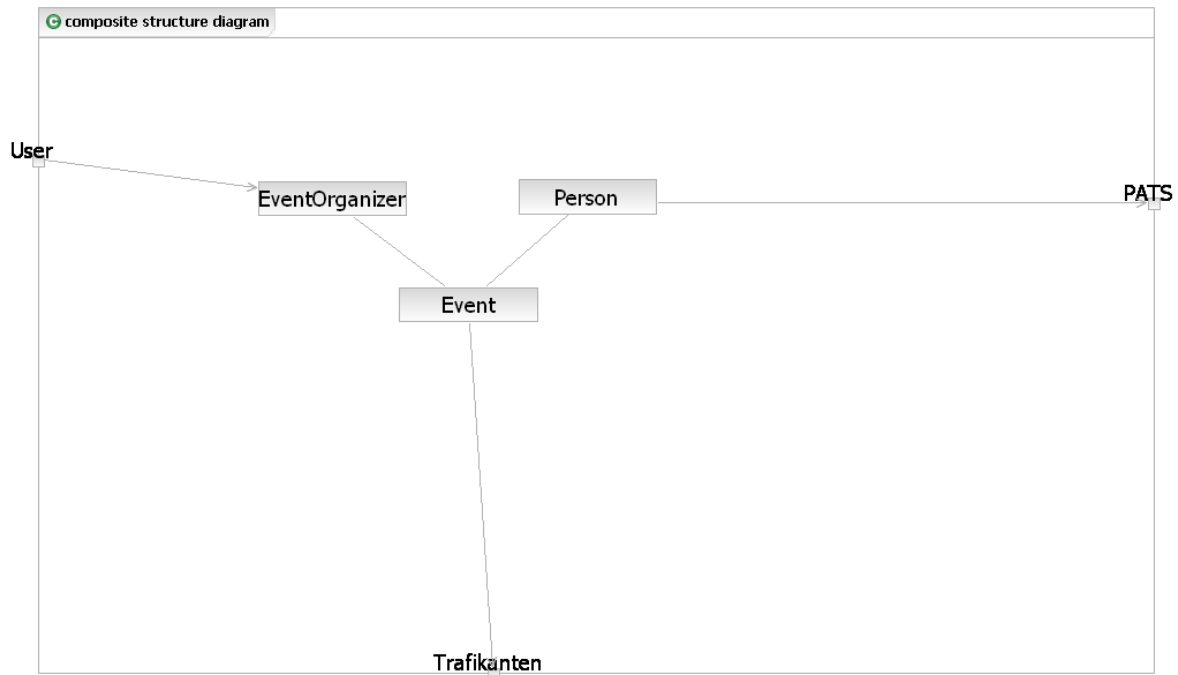 composite structure diagram
User
EventOrganizer
Person
PATS
Event
Trafikanten